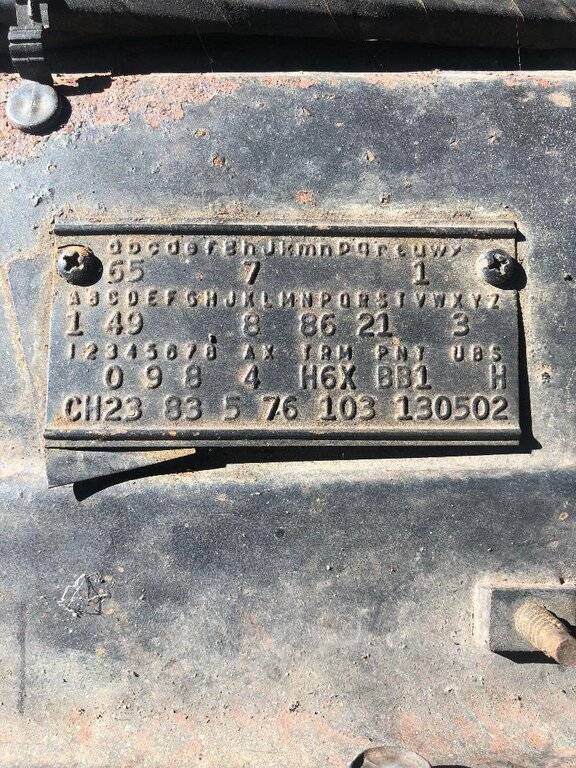 abcdefghJkmnpqrtuwxy
65 7 1
ABCDEFGHJKLMNPQRSTVWXYZ
1 49 8 86 21 3
12345678 AX TRM PNT UBS
0 9 8 4 H6X BB1 H
CH23 83 5 76 103 130502